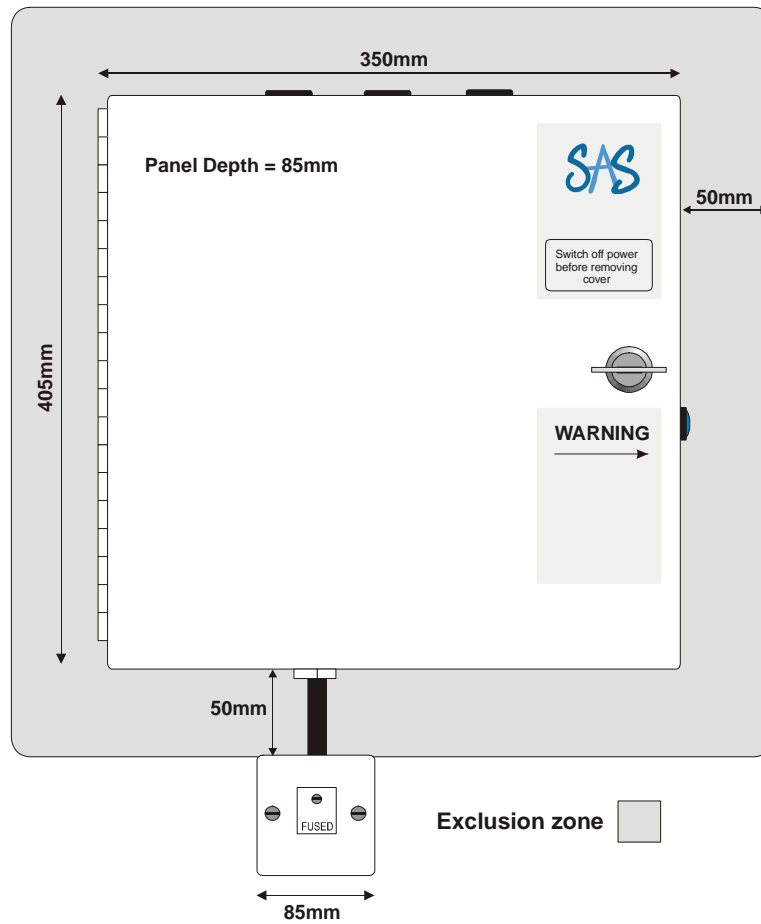 350mm
Panel Depth = 85mm
SAS
50mm
Switch off power
before removing
cover
405mm
WARNING
50mm
FUSED
Exclusion zone
85mm